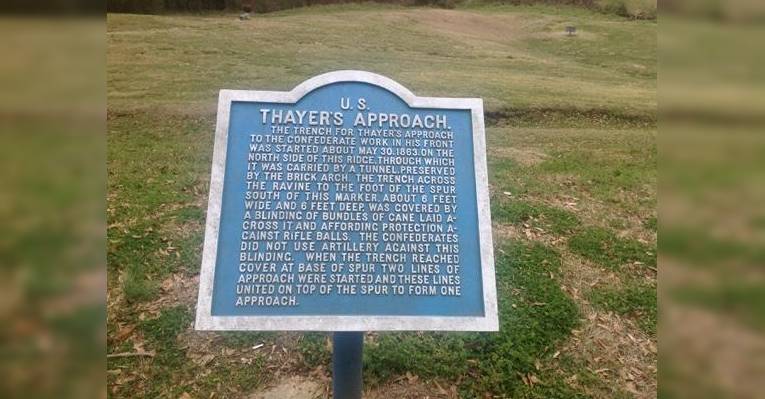 U.S.
THAYER'S APPROACH.
THE TRENCH FOR THAYER'S APPROACH
TO THE CONFEDERATE WORK IN HIS FRONT
WAS STARTED ABOUT MAY 30, 1863, ON THE
NORTH SIDE OF THIS RIDGE, THROUGH WHICH
IT WAS CARRIED BY A TUNNEL, PRESERVED
BY THE BRICK ARCH. THE TRENCH ACROSS
THE RAVINE TO THE FOOT OF THE SPUR
SOUTH OF THIS MARKER, ABOUT 6 FEET
WIDE AND 6 FEET DEEP, WAS COVERED BY
A BLINDING OF BUNDLES OF CANE LAID A-
CROSS IT AND AFFORDING PROTECTION A-
GAINST RIFLE BALLS. THE CONFEDERATES
DID NOT USE ARTILLERY AGAINST THIS
BLINDING. WHEN THE TRENCH REACHED
COVER AT BASE OF SPUR TWO LINES OF
APPROACH WERE STARTED AND THESE LINES
UNITED ON TOP OF THE SPUR TO FORM ONE
APPROACH.